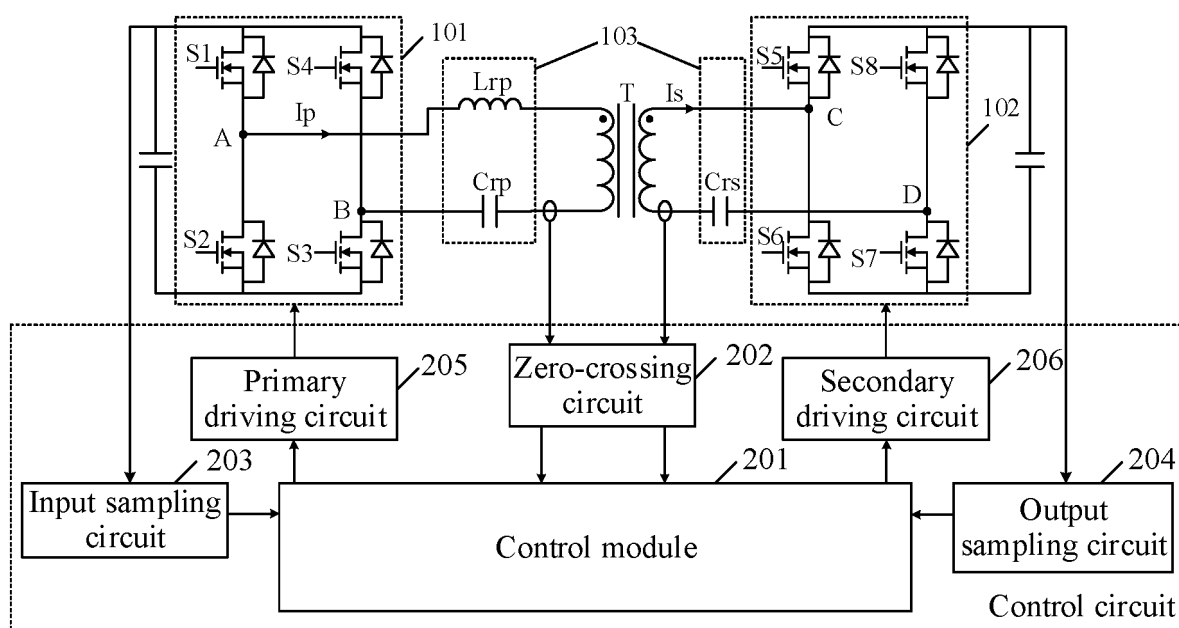 101
103
S1
S4
Lrp
T
Is
S5
S8
Ip
A
C
102
Crp
Crs
B
D
S2
S3
S6
S7
205
202
206
Primary
driving circuit
Zero-crossing
circuit
Secondary
driving circuit
203
201
204
Input sampling
circuit
Control module
Output
sampling circuit
Control circuit